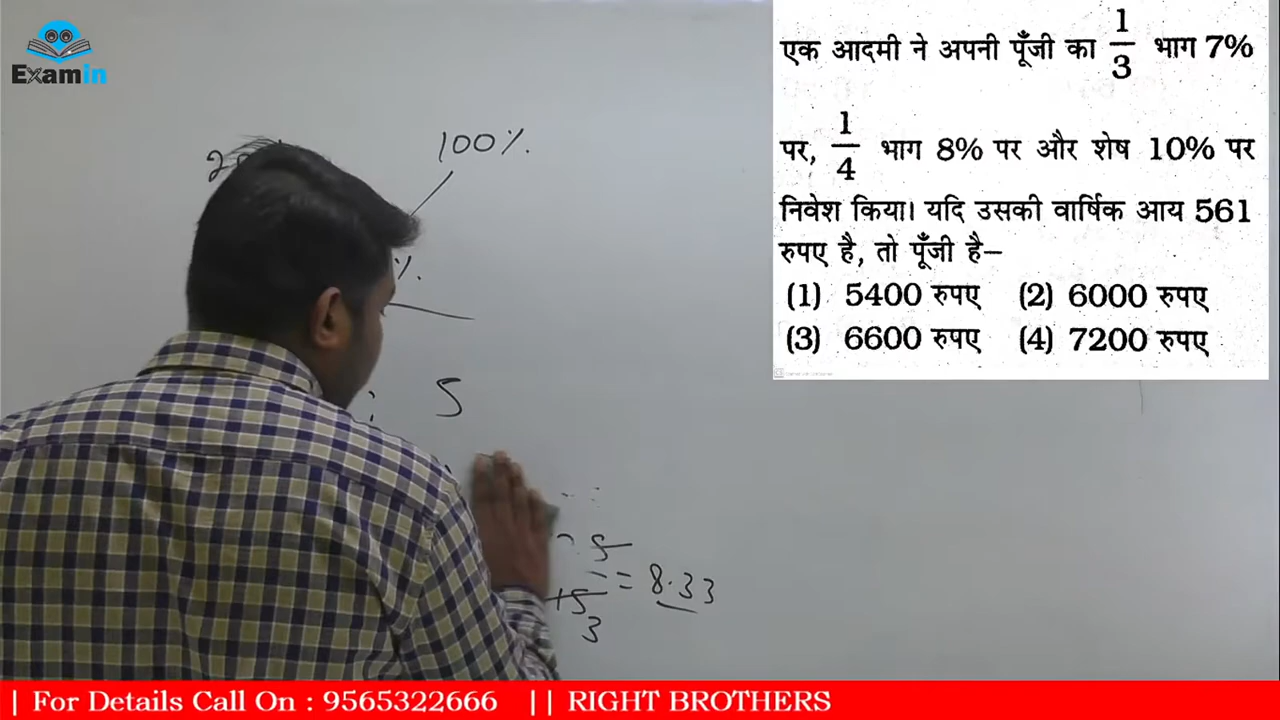 Examin
एक आदमी ने अपनी पूँजी का 1/3 भाग 7%
पर, 1/4 भाग 8% पर और शेष 10% पर
निवेश किया। यदि उसकी वार्षिक आय 561
रुपए है, तो पूँजी है–
(1) 5400 रुपए (2) 6000 रुपए
(3) 6600 रुपए (4) 7200 रुपए
100%.
%.
5
= 8.33
3
| For Details Call On : 9565322666 || RIGHT BROTHERS